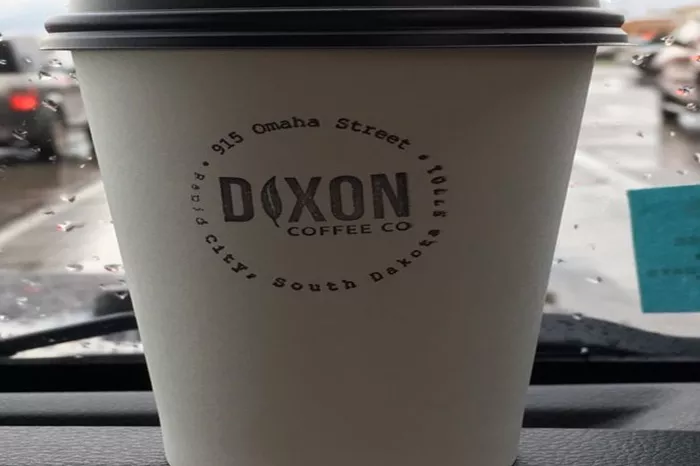 915 Omaha Street
DIXON
COFFEE CO
Rapid City, South Dakota
57701